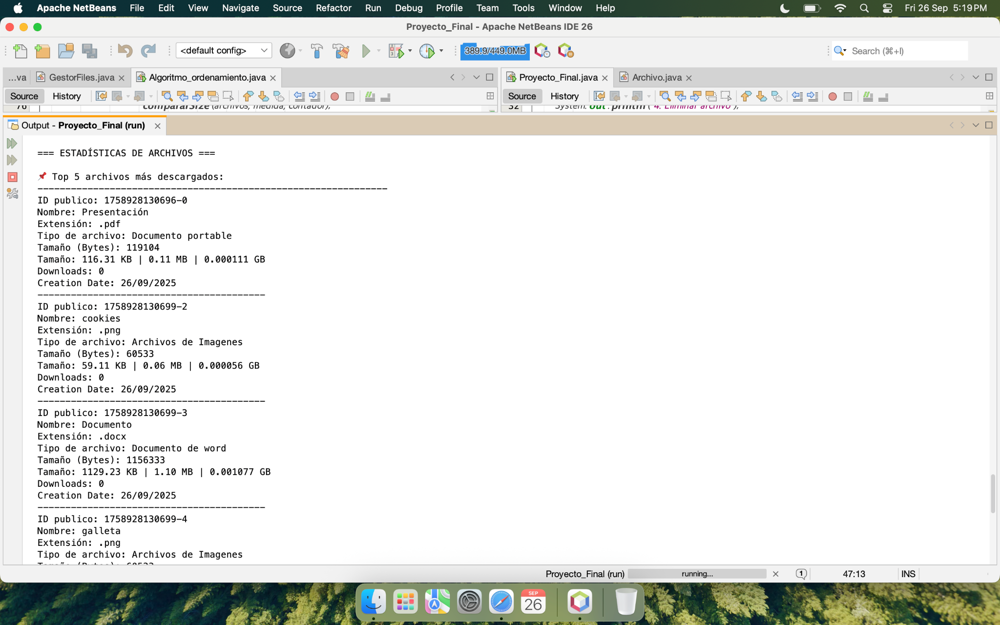 Apache NetBeans File Edit View Navigate Source Refactor Run Debug Profile Team Tools Window Help Fri 26 Sep 5:19 PM
Proyecto_Final - Apache NetBeans IDE 26
<default config> 389.9/449.0MB Search (⌘+I)
...va GestorFiles.java Algoritmo_ordenamiento.java Proyecto_Final.java Archivo.java
Source History Source History
76 compararSize(archivos, medida, contador); 32 System.out.println("4. Eliminar archivo");
Output - Proyecto_Final (run)
=== ESTADÍSTICAS DE ARCHIVOS ===
📌 Top 5 archivos más descargados:
---------------------------------------------------------------
ID publico: 1758928130696-0
Nombre: Presentación
Extensión: .pdf
Tipo de archivo: Documento portable
Tamaño (Bytes): 119104
Tamaño: 116.31 KB | 0.11 MB | 0.000111 GB
Downloads: 0
Creation Date: 26/09/2025
-----------------------------------------
ID publico: 1758928130699-2
Nombre: cookies
Extensión: .png
Tipo de archivo: Archivos de Imagenes
Tamaño (Bytes): 60533
Tamaño: 59.11 KB | 0.06 MB | 0.000056 GB
Downloads: 0
Creation Date: 26/09/2025
-----------------------------------------
ID publico: 1758928130699-3
Nombre: Documento
Extensión: .docx
Tipo de archivo: Documento de word
Tamaño (Bytes): 1156333
Tamaño: 1129.23 KB | 1.10 MB | 0.001077 GB
Downloads: 0
Creation Date: 26/09/2025
-----------------------------------------
ID publico: 1758928130699-4
Nombre: galleta
Extensión: .png
Tipo de archivo: Archivos de Imagenes
Tamaño (Bytes): 60533
Proyecto_Final (run) running... 1 47:13 INS
SEP
26